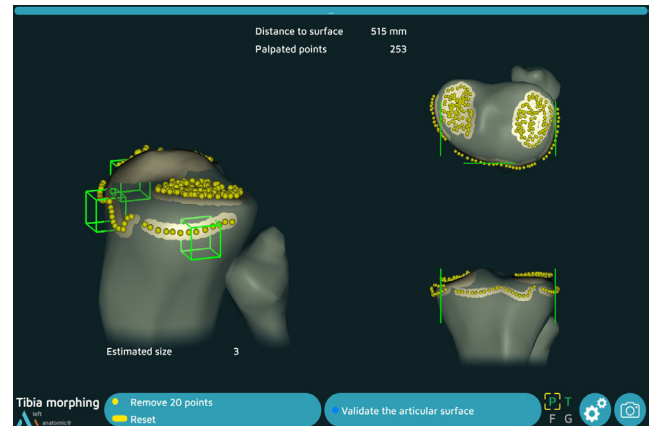 Distance to surface 515 mm
Palpated points 253
Estimated size 3
Tibia morphing
left
anatomic®
Remove 20 points
Reset
Validate the articular surface
P T
F G